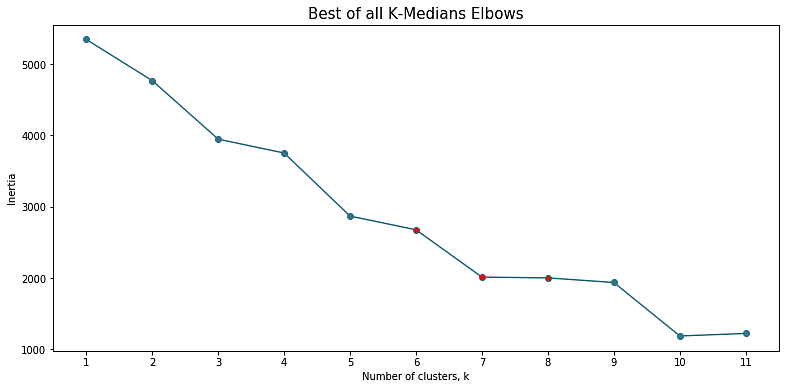 Best of all K-Medians Elbows
5000
4000
3000
2000
1000
Inertia
1 2 3 4 5 6 7 8 9 10 11
Number of clusters, k